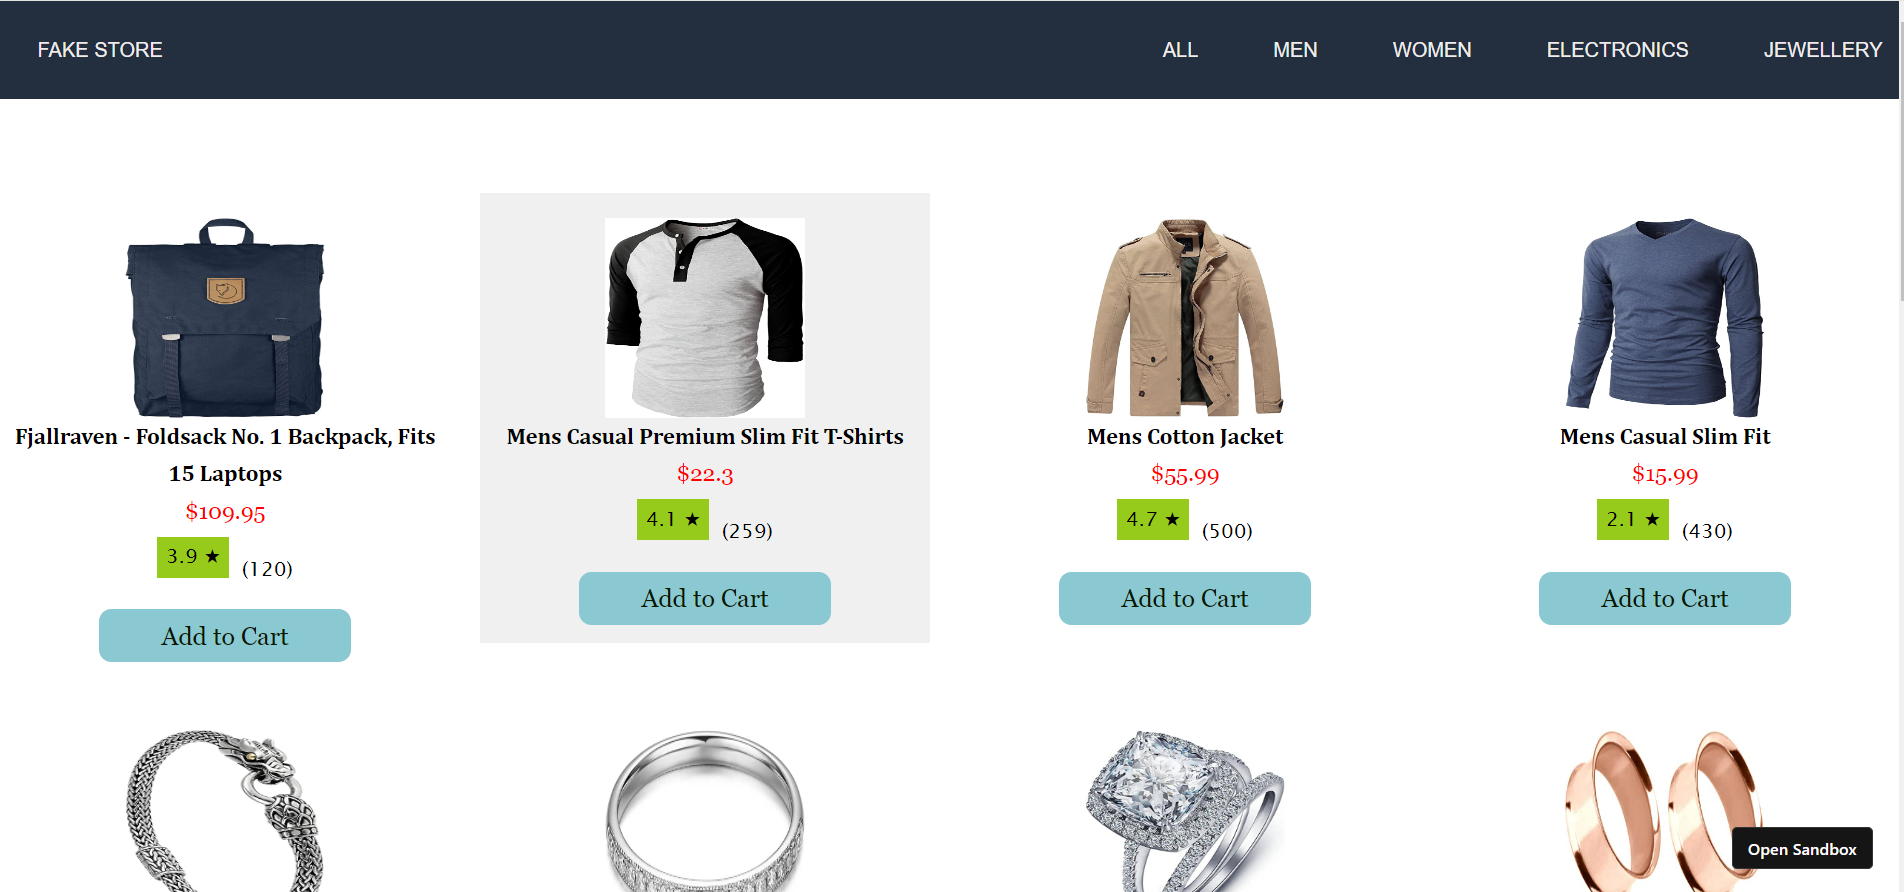 FAKE STORE
ALL
MEN
WOMEN
ELECTRONICS
JEWELLERY
Fjallraven - Foldsack No. 1 Backpack, Fits
15 Laptops
$109.95
3.9 ★ (120)
Add to Cart
Mens Casual Premium Slim Fit T-Shirts
$22.3
4.1 ★ (259)
Add to Cart
Mens Cotton Jacket
$55.99
4.7 ★ (500)
Add to Cart
Mens Casual Slim Fit
$15.99
2.1 ★ (430)
Add to Cart
Open Sandbox